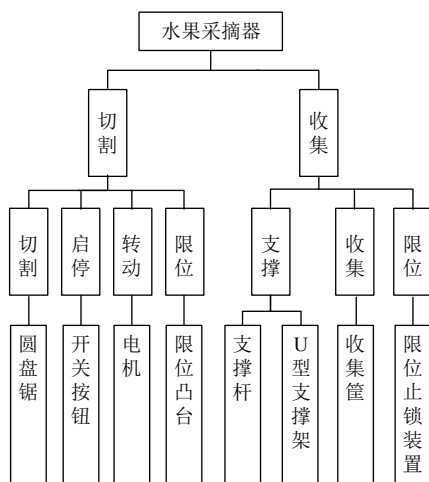 水果采摘器
切割
收集
切割
启停
转动
限位
支撑
收集
限位
圆盘锯
开关按钮
电机
限位凸台
支撑杆
U型支撑架
收集筐
限位止锁装置